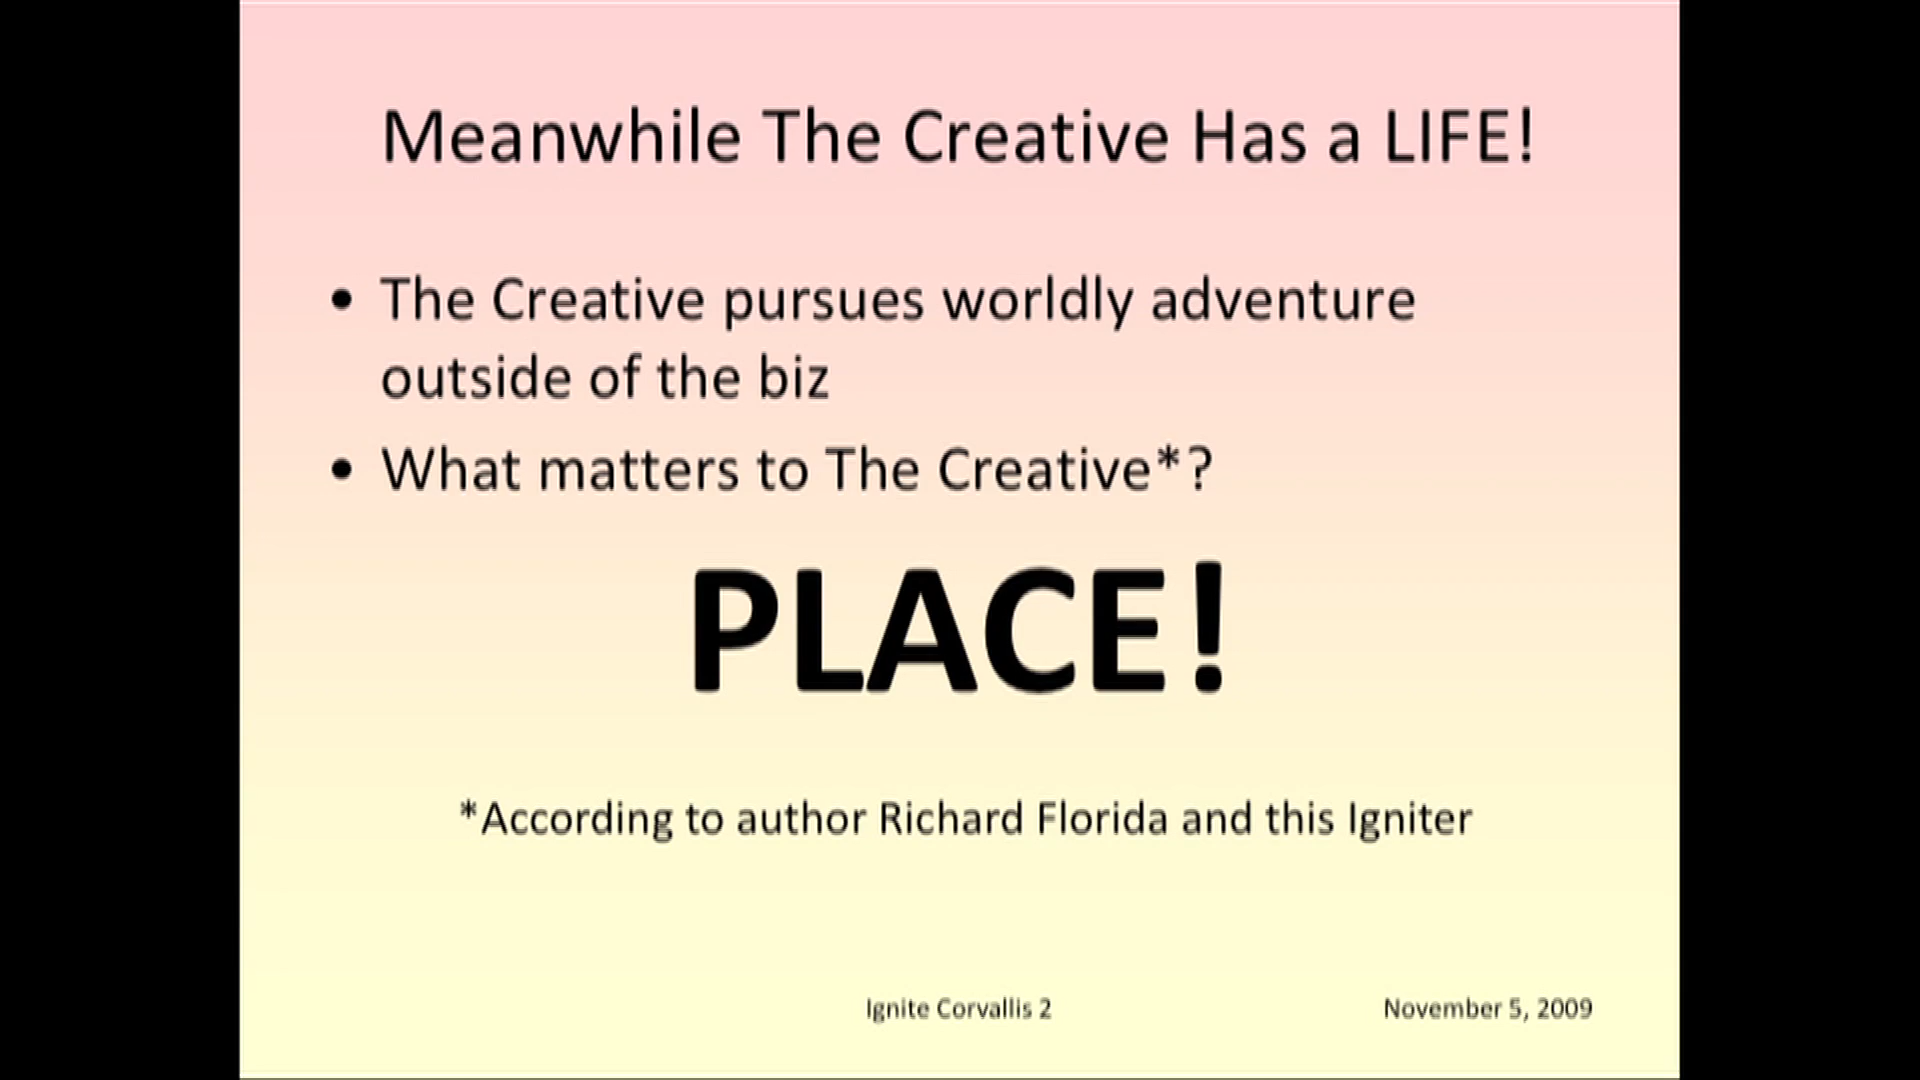 Meanwhile The Creative Has a LIFE!
• The Creative pursues worldly adventure
outside of the biz
• What matters to The Creative*?
PLACE!
*According to author Richard Florida and this Igniter
Ignite Corvallis 2
November 5, 2009